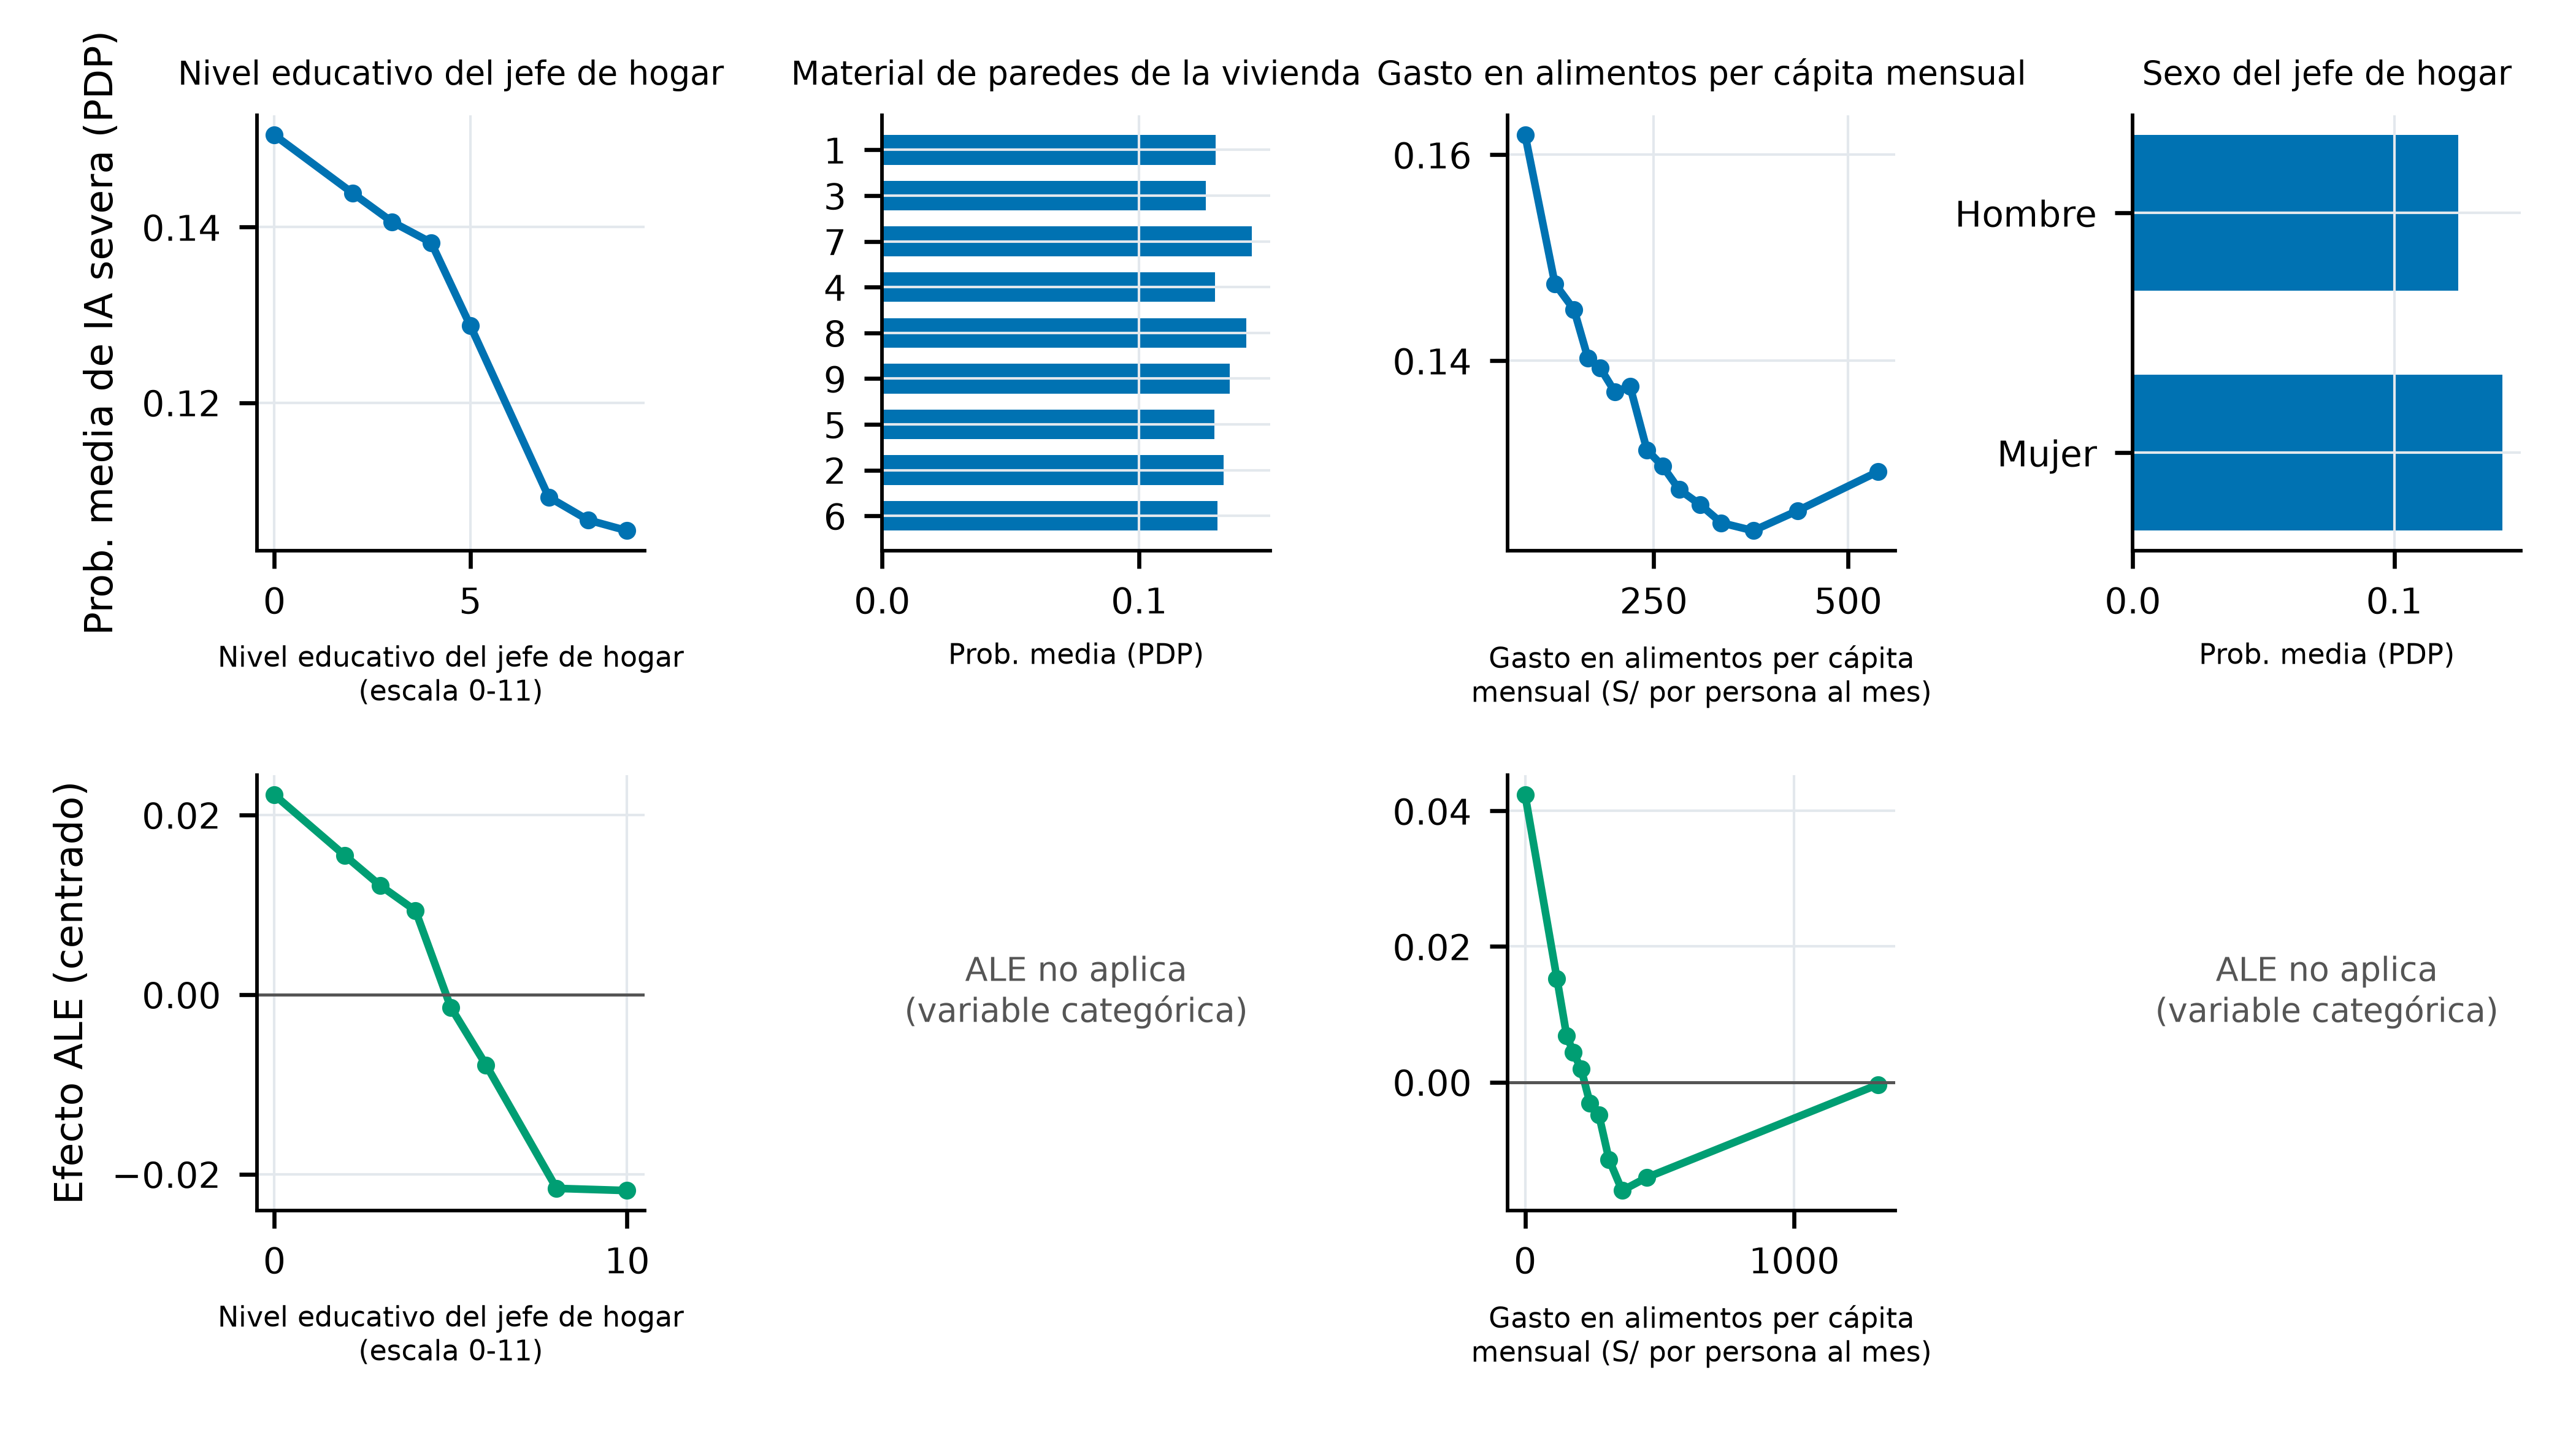 Nivel educativo del jefe de hogar
Material de paredes de la vivienda
Gasto en alimentos per cápita mensual
Sexo del jefe de hogar
Prob. media de IA severa (PDP)
0.14
0.12
0
5
Nivel educativo del jefe de hogar
(escala 0-11)
1
3
7
4
8
9
5
2
6
0.0
0.1
Prob. media (PDP)
0.16
0.14
250
500
Gasto en alimentos per cápita
mensual (S/ por persona al mes)
Hombre
Mujer
0.0
0.1
Prob. media (PDP)
Efecto ALE (centrado)
0.02
0.00
−0.02
0
10
Nivel educativo del jefe de hogar
(escala 0-11)
ALE no aplica
(variable categórica)
0.04
0.02
0.00
0
1000
Gasto en alimentos per cápita
mensual (S/ por persona al mes)
ALE no aplica
(variable categórica)